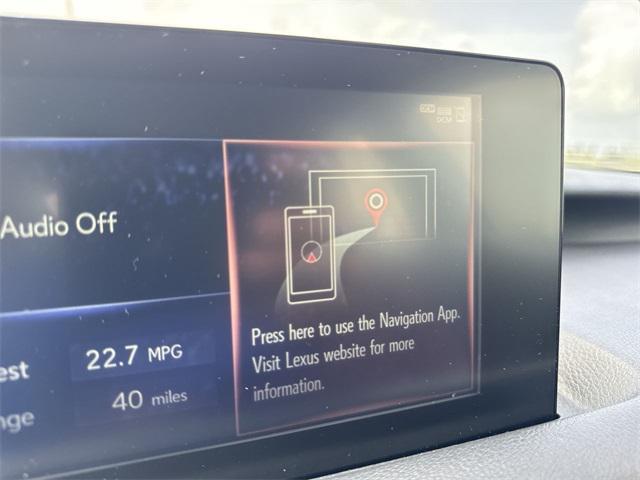 DCM
DCM
Audio Off
Press here to use the Navigation App.
Visit Lexus website for more
information.
est
22.7 MPG
nge
40 miles